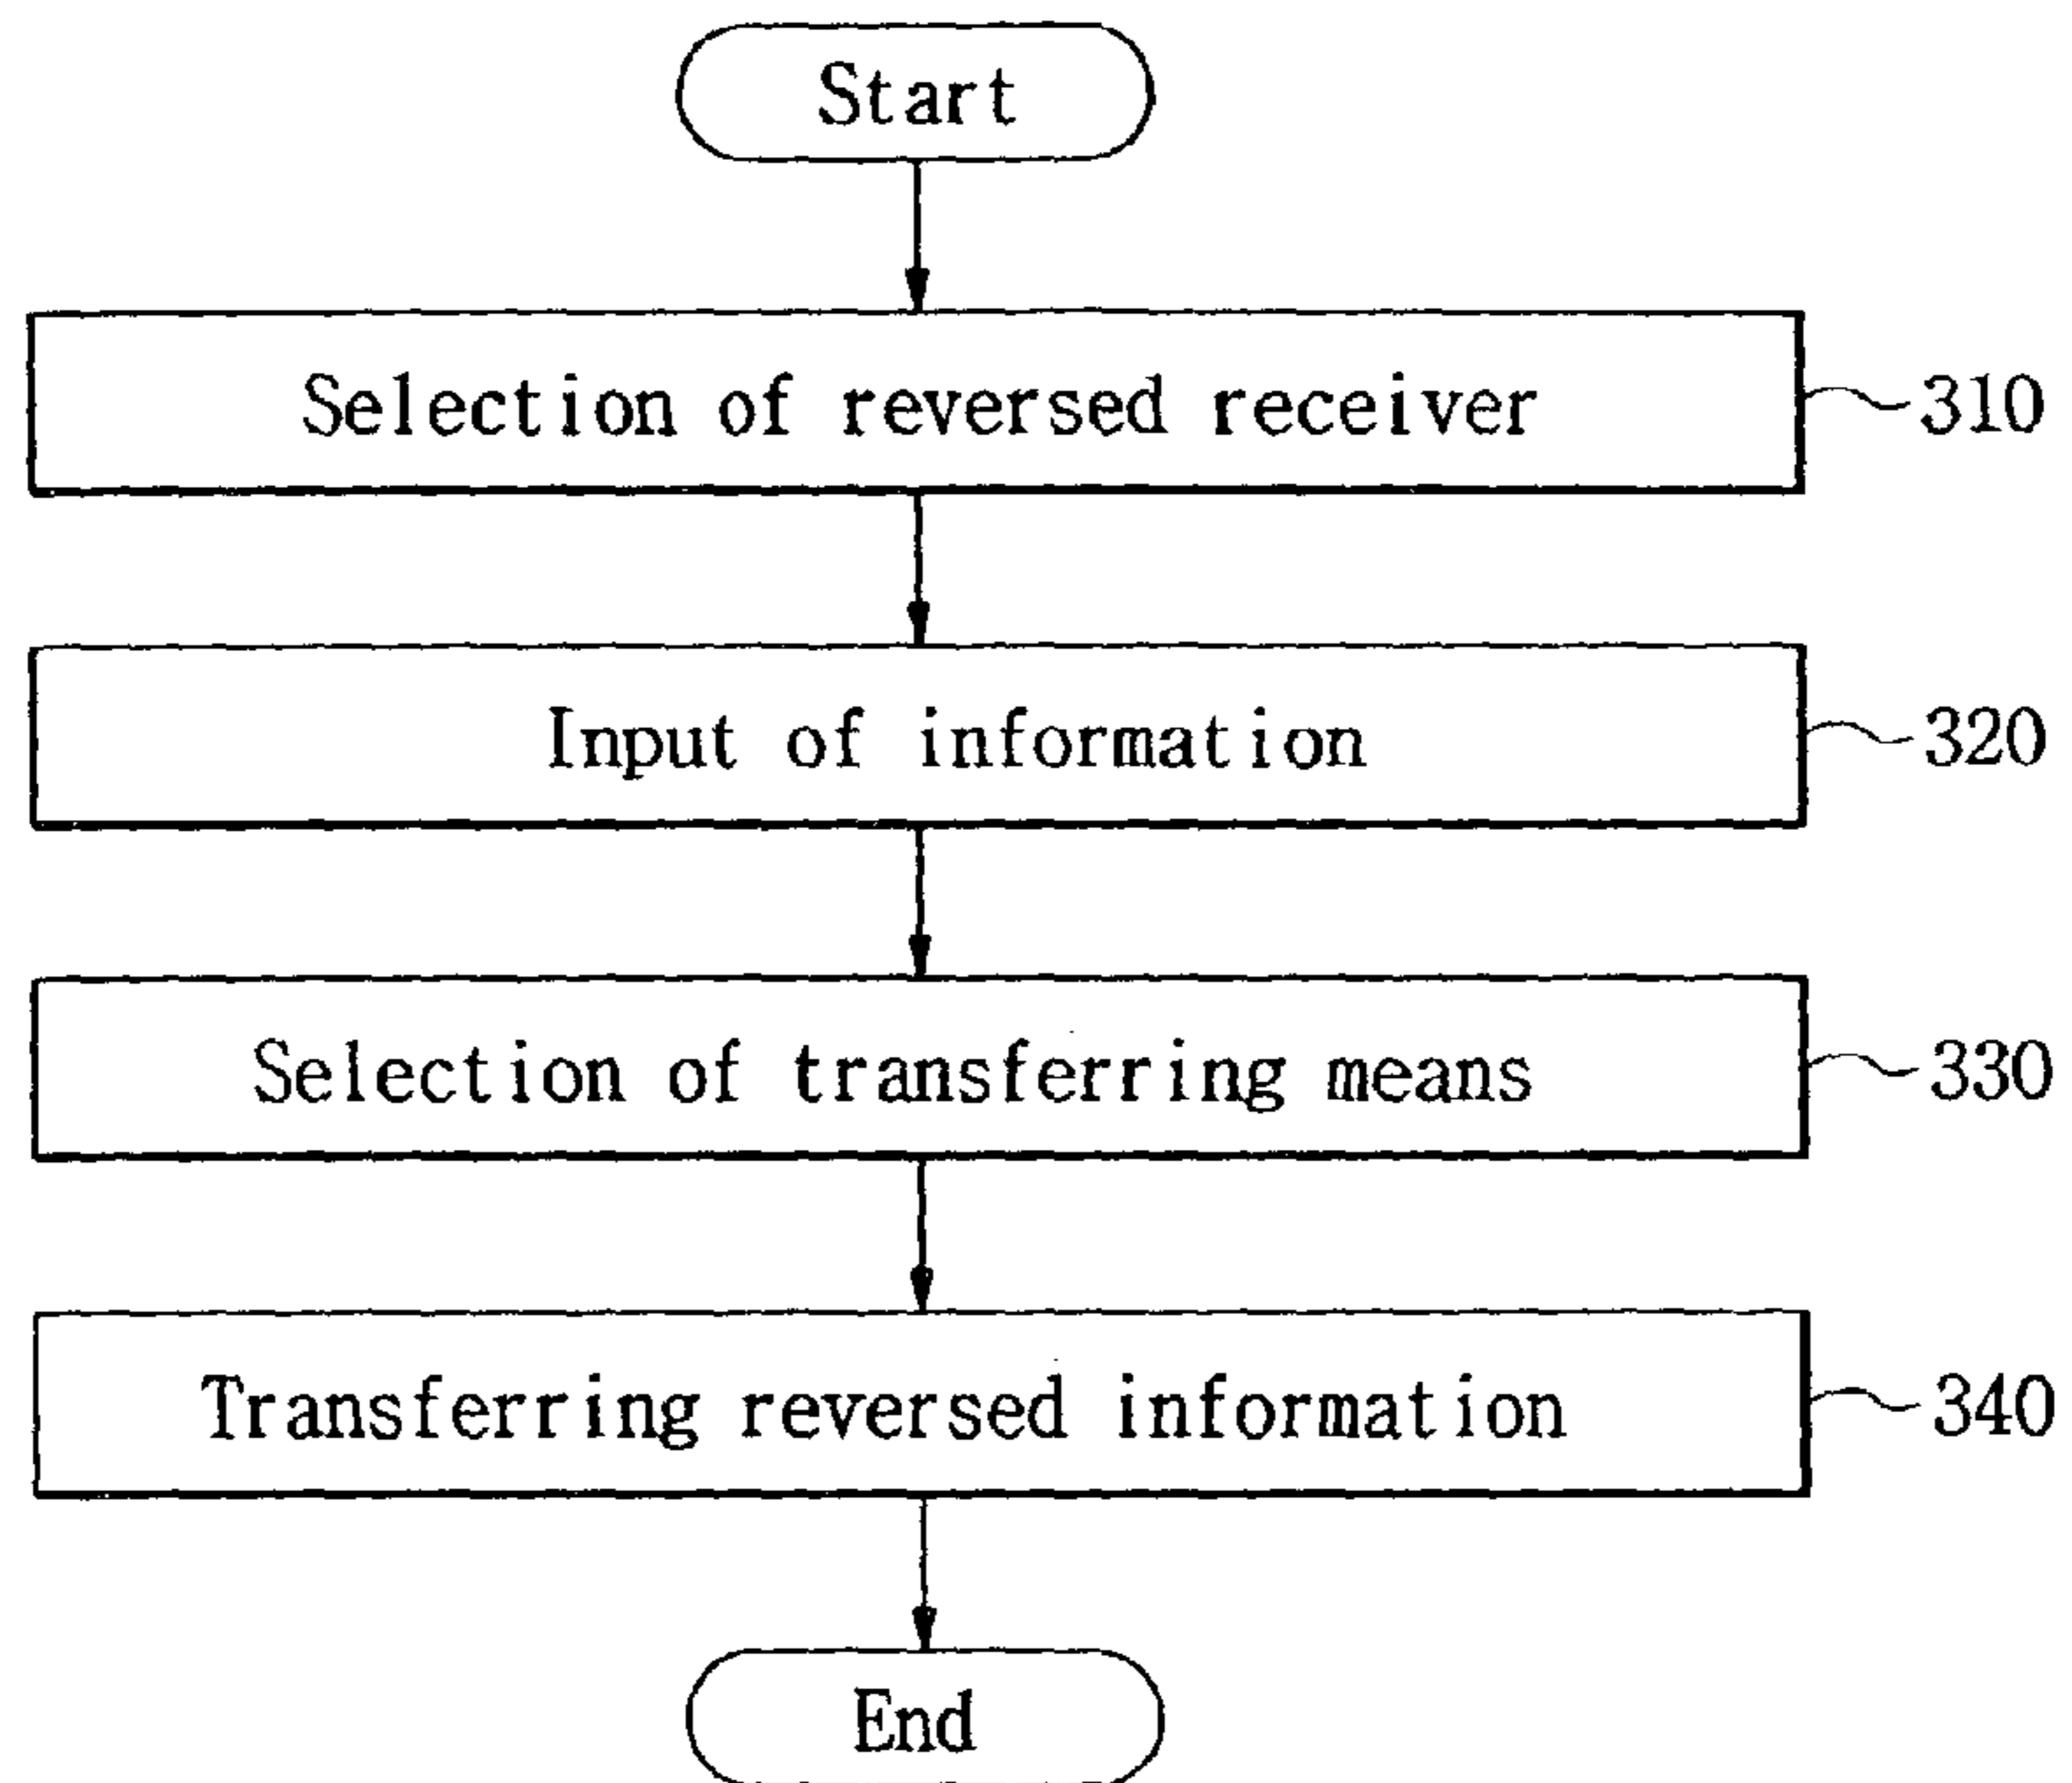 Start
Selection of reversed receiver
310
Input of information
320
Selection of transferring means
330
Transferring reversed information
340
End